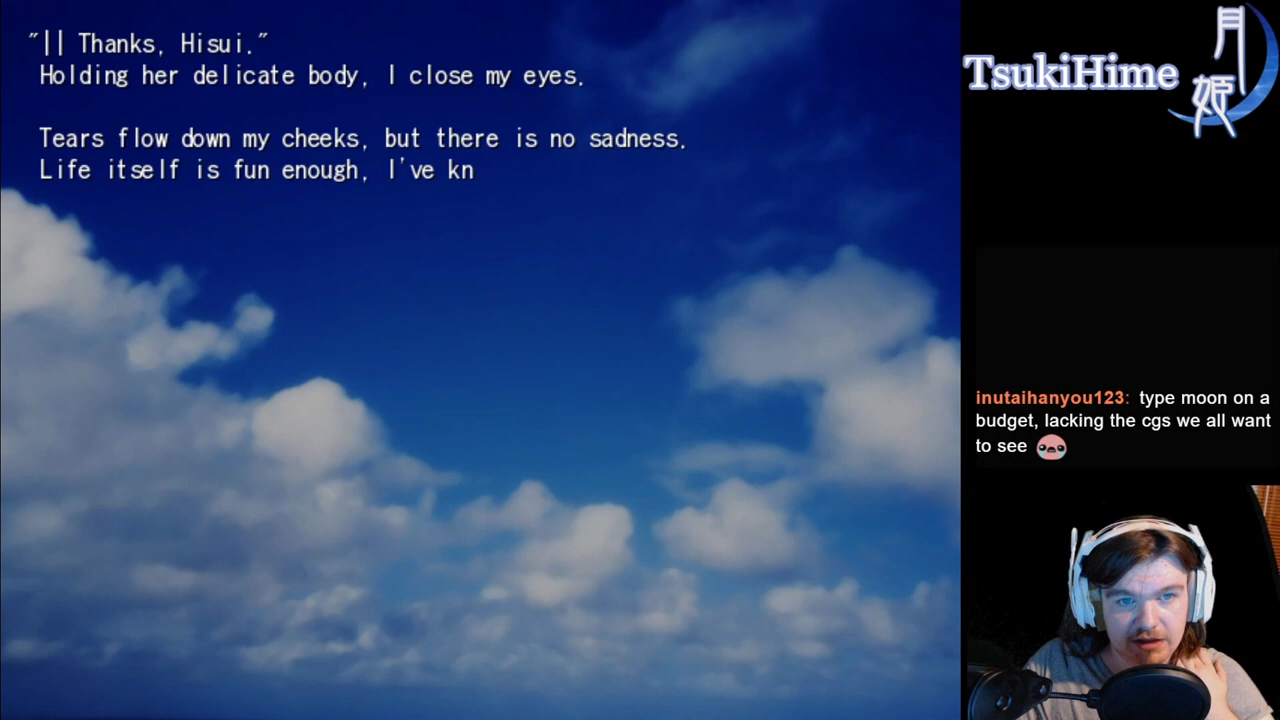 "|| Thanks, Hisui."
Holding her delicate body, I close my eyes.
Tears flow down my cheeks, but there is no sadness.
Life itself is fun enough, I've kn
TsukiHime
月姫
inutaihanyou123: type moon on a
budget, lacking the cgs we all want
to see